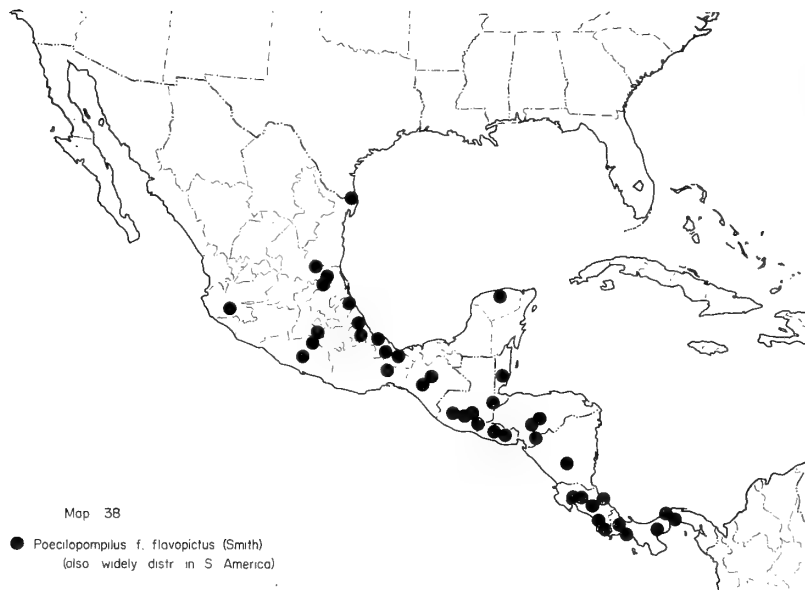 Map 38
Poecilopompilus f. flavopictus (Smith)
(also widely distr in S America)